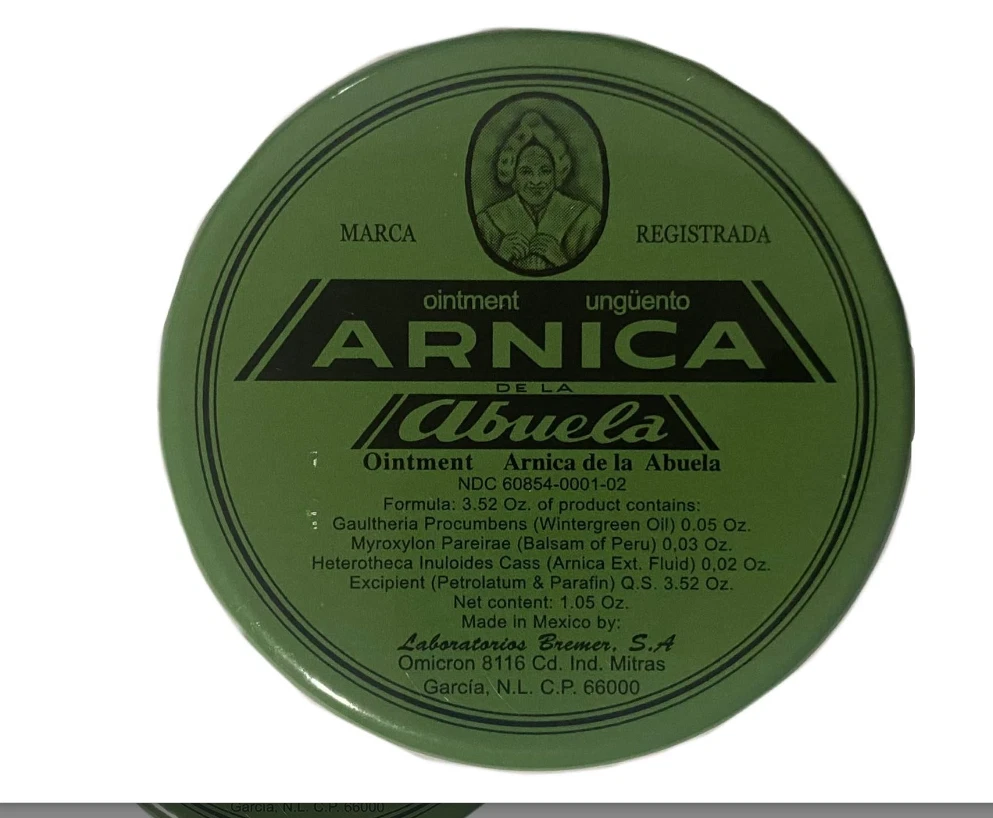 MARCA REGISTRADA
ointment ungüento
ARNICA
DE LA
Abuela
Ointment Arnica de la Abuela
NDC 60854-0001-02
Formula: 3.52 Oz. of product contains:
Gaultheria Procumbens (Wintergreen Oil) 0.05 Oz.
Myroxylon Pareirae (Balsam of Peru) 0,03 Oz.
Heterotheca Inuloides Cass (Arnica Ext. Fluid) 0,02 Oz.
Excipient (Petrolatum & Parafin) Q.S. 3.52 Oz.
Net content: 1.05 Oz.
Made in Mexico by:
Laboratorios Bremer, S.A
Omicron 8116 Cd. Ind. Mitras
García, N.L. C.P. 66000
García, N.L. C.P. 66000